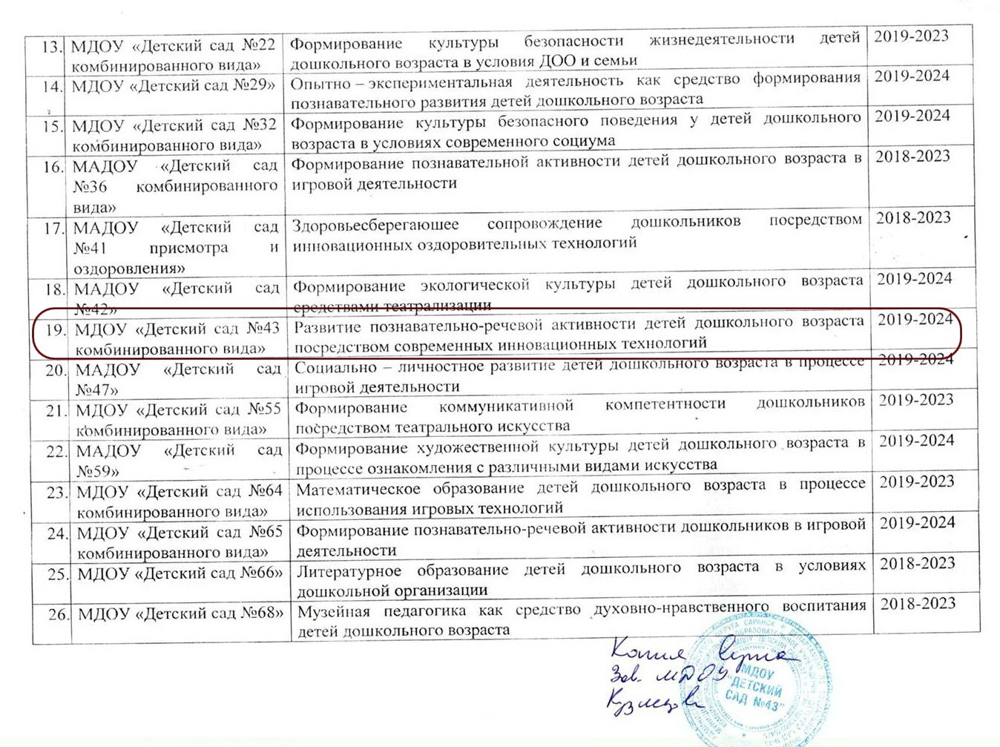 13. МДОУ «Детский сад №22 Формирование культуры безопасности жизнедеятельности детей 2019-2023
комбинированного вида» дошкольного возраста в условия ДОО и семьи
14. МДОУ «Детский сад №29» Опытно – экспериментальная деятельность как средство формирования 2019-2024
познавательного развития детей дошкольного возраста
15. МДОУ «Детский сад №32 Формирование культуры безопасного поведения у детей дошкольного 2019-2024
комбинированного вида» возраста в условиях современного социума
16. МАДОУ «Детский сад Формирование познавательной активности детей дошкольного возраста в 2018-2023
№36 комбинированного игровой деятельности
вида»
17. МАДОУ «Детский сад Здоровьесберегающее сопровождение дошкольников посредством 2018-2023
№41 присмотра и инновационных оздоровительных технологий
оздоровления»
18. МАДОУ «Детский сад Формирование экологической культуры детей дошкольного возраста 2019-2024
№42» средствами театрализации
19. МДОУ «Детский сад №43 Развитие познавательно-речевой активности детей дошкольного возраста 2019-2024
комбинированного вида» посредством современных инновационных технологий
20. МАДОУ «Детский сад Социально – личностное развитие детей дошкольного возраста в процессе 2019-2024
№47» игровой деятельности
21. МДОУ «Детский сад №55 Формирование коммуникативной компетентности дошкольников 2019-2023
комбинированного вида» посредством театрального искусства
22. МАДОУ «Детский сад Формирование художественной культуры детей дошкольного возраста в 2019-2024
№59» процессе ознакомления с различными видами искусства
23. МДОУ «Детский сад №64 Математическое образование детей дошкольного возраста в процессе 2019-2023
комбинированного вида» использования игровых технологий
24. МДОУ «Детский сад №65 Формирование познавательно-речевой активности дошкольников в игровой 2019-2024
комбинированного вида» деятельности
25. МДОУ «Детский сад №66» Литературное образование детей дошкольного возраста в условиях 2018-2023
дошкольной организации
26. МДОУ «Детский сад №68» Музейная педагогика как средство духовно-нравственного воспитания 2018-2023
детей дошкольного возраста
Копия верна
Зав. МДОУ
МДОУ
"ДЕТСКИЙ
САД №43"